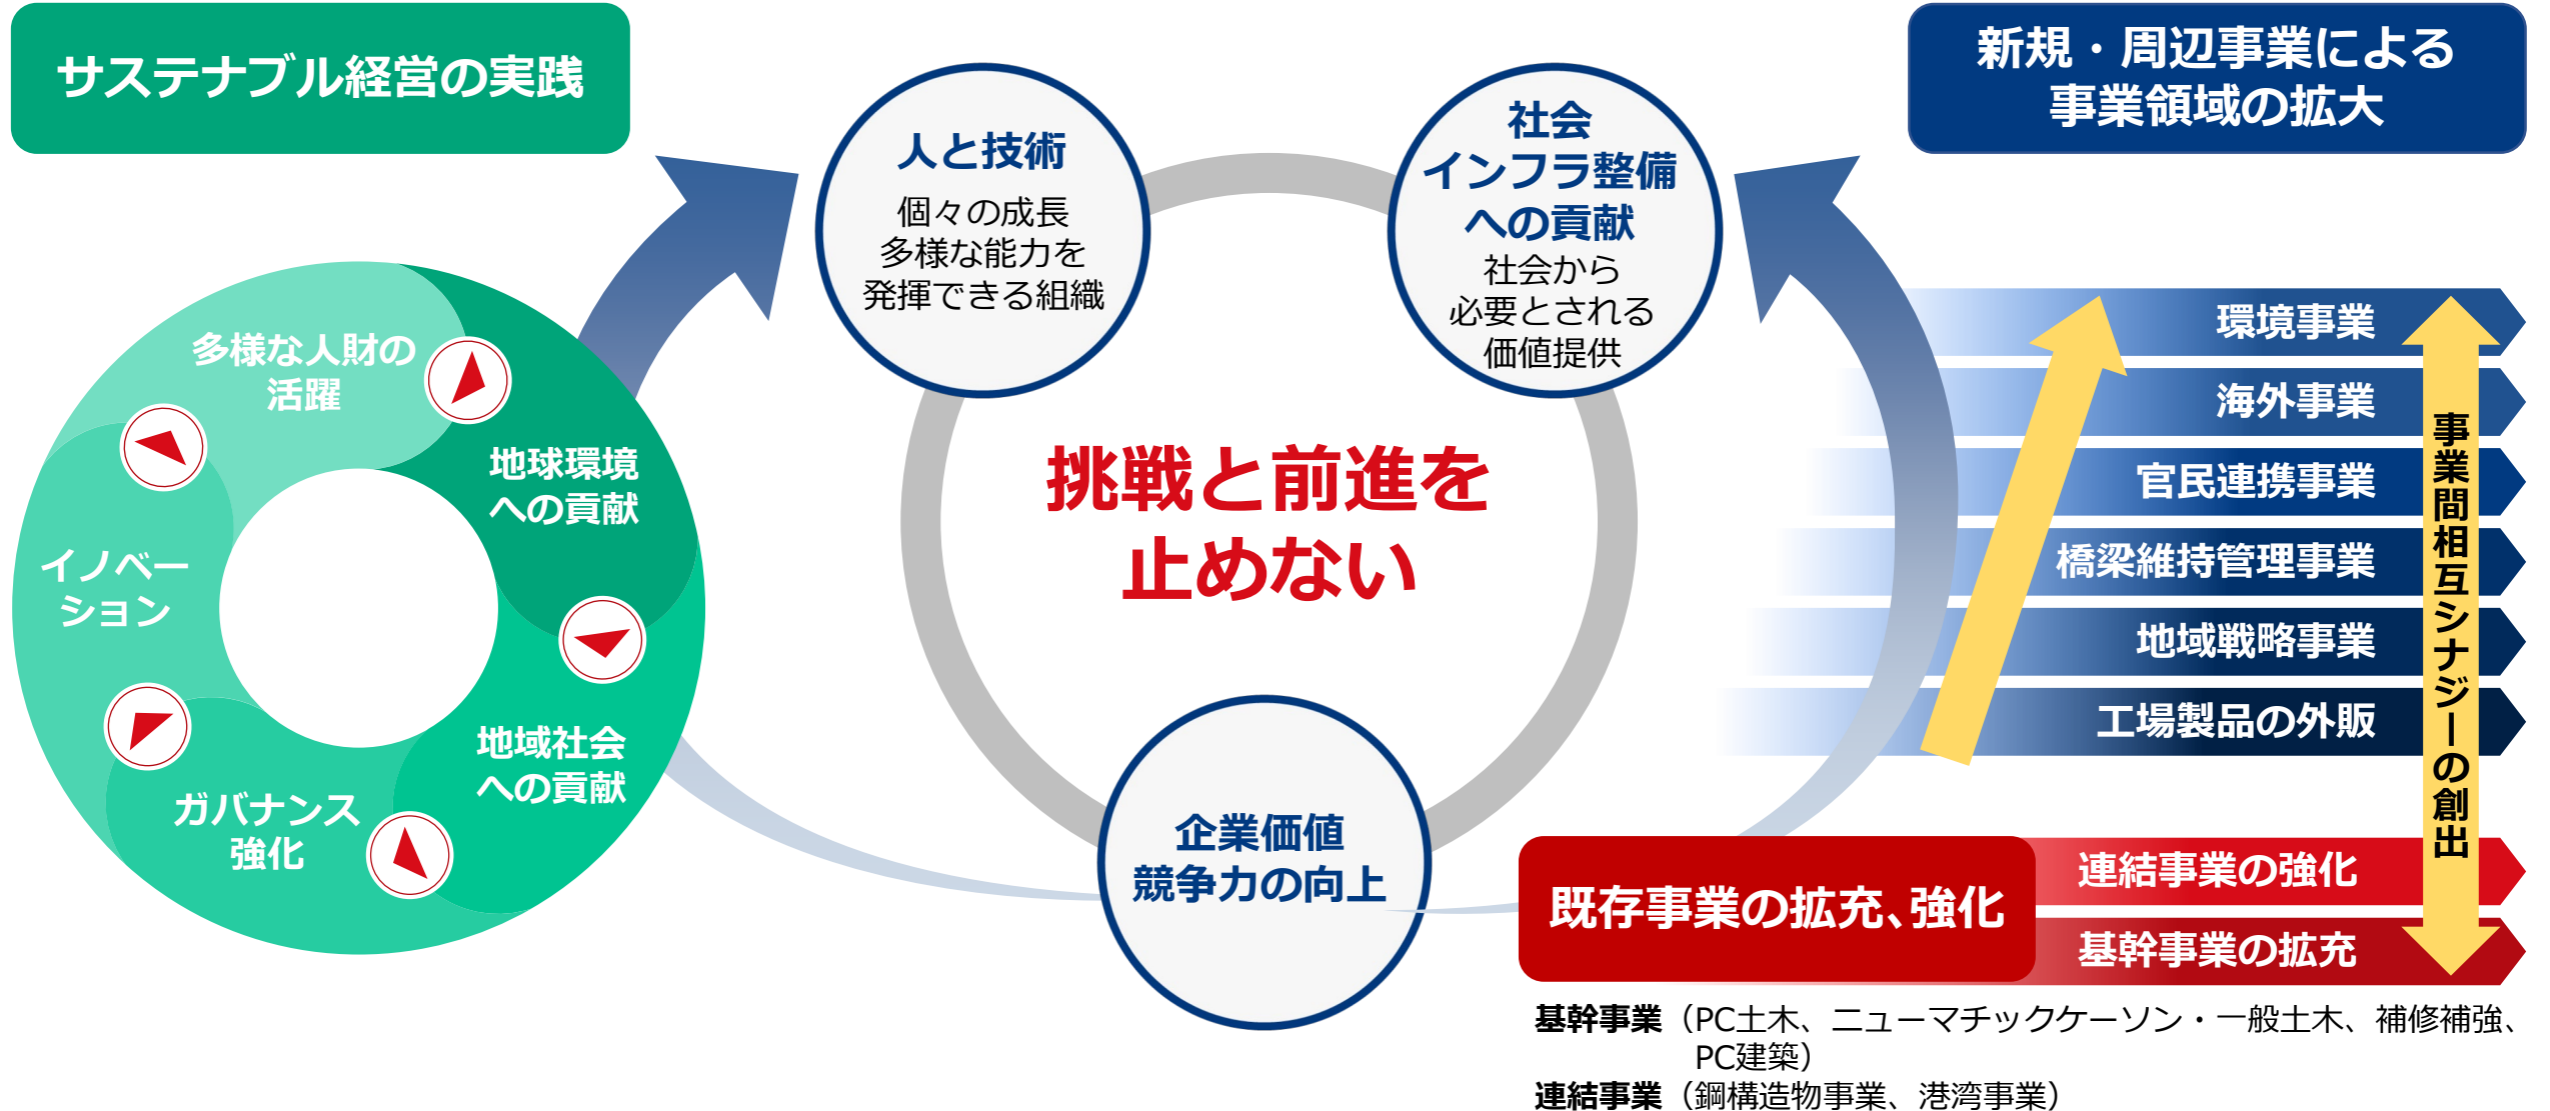 サステナブル経営の実践
多様な人財の
活躍
地球環境
への貢献
イノベー
ション
地域社会
への貢献
ガバナンス
強化
人と技術
個々の成長
多様な能力を
発揮できる組織
社会
インフラ整備
への貢献
社会から
必要とされる
価値提供
挑戦と前進を
止めない
企業価値
競争力の向上
新規・周辺事業による
事業領域の拡大
環境事業
海外事業
官民連携事業
橋梁維持管理事業
地域戦略事業
工場製品の外販
事業間相互シナジーの創出
既存事業の拡充、強化
連結事業の強化
基幹事業の拡充
基幹事業（PC土木、ニューマチックケーソン・一般土木、補修補強、
PC建築）
連結事業（鋼構造物事業、港湾事業）